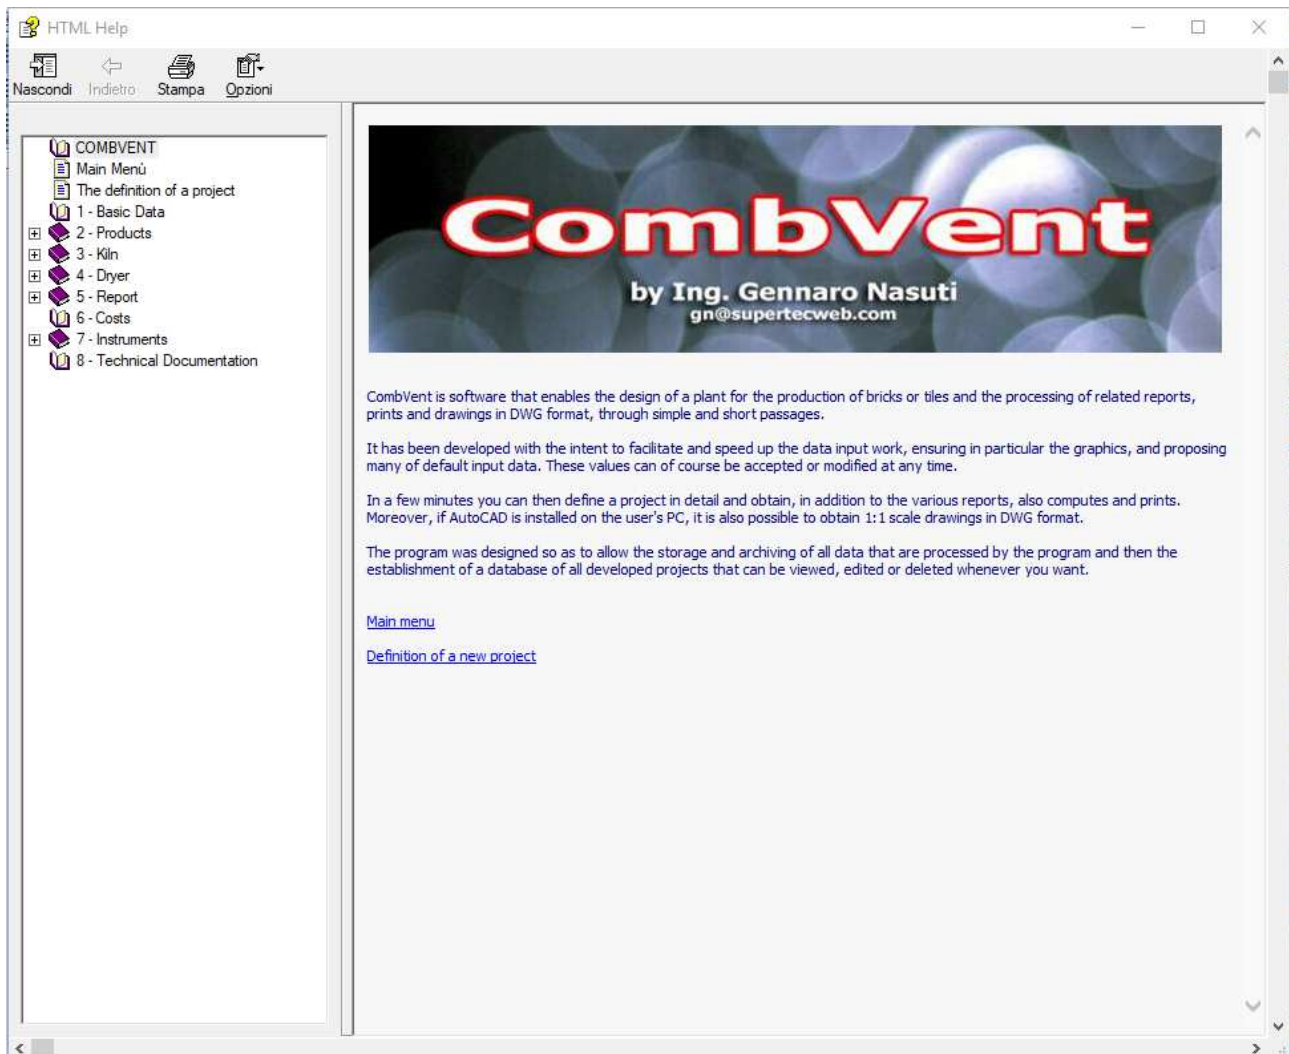 HTML Help
Nascondi Indietro Stampa Opzioni
COMBVENT
Main Menù
The definition of a project
1 - Basic Data
2 - Products
3 - Kiln
4 - Dryer
5 - Report
6 - Costs
7 - Instruments
8 - Technical Documentation
CombVent
by Ing. Gennaro Nasuti
gn@supertecweb.com
CombVent is software that enables the design of a plant for the production of bricks or tiles and the processing of related reports,
prints and drawings in DWG format, through simple and short passages.
It has been developed with the intent to facilitate and speed up the data input work, ensuring in particular the graphics, and proposing
many of default input data. These values can of course be accepted or modified at any time.
In a few minutes you can then define a project in detail and obtain, in addition to the various reports, also computes and prints.
Moreover, if AutoCAD is installed on the user's PC, it is also possible to obtain 1:1 scale drawings in DWG format.
The program was designed so as to allow the storage and archiving of all data that are processed by the program and then the
establishment of a database of all developed projects that can be viewed, edited or deleted whenever you want.
Main menu
Definition of a new project